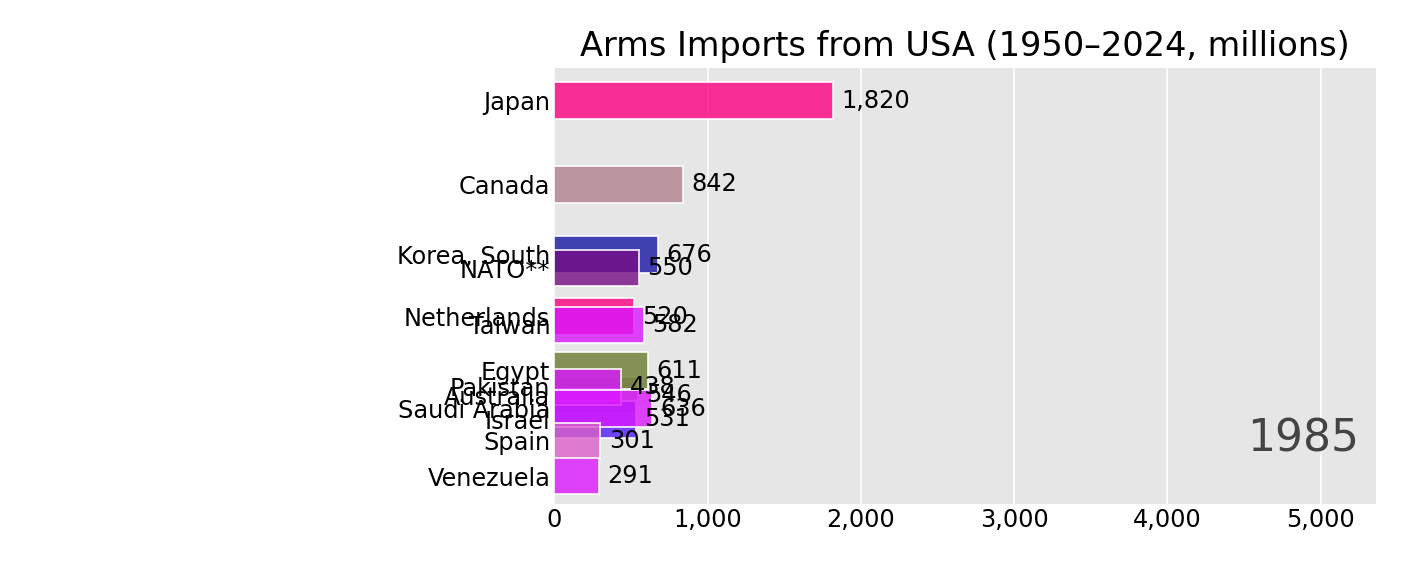 Arms Imports from USA (1950–2024, millions)
Japan 1,820
Canada 842
Korea, South 676
NATO** 550
Netherlands 520
Taiwan 582
Egypt 611
Pakistan 438
Australia 546
Saudi Arabia 636
Israel 531
Spain 301
Venezuela 291
1985
0 1,000 2,000 3,000 4,000 5,000